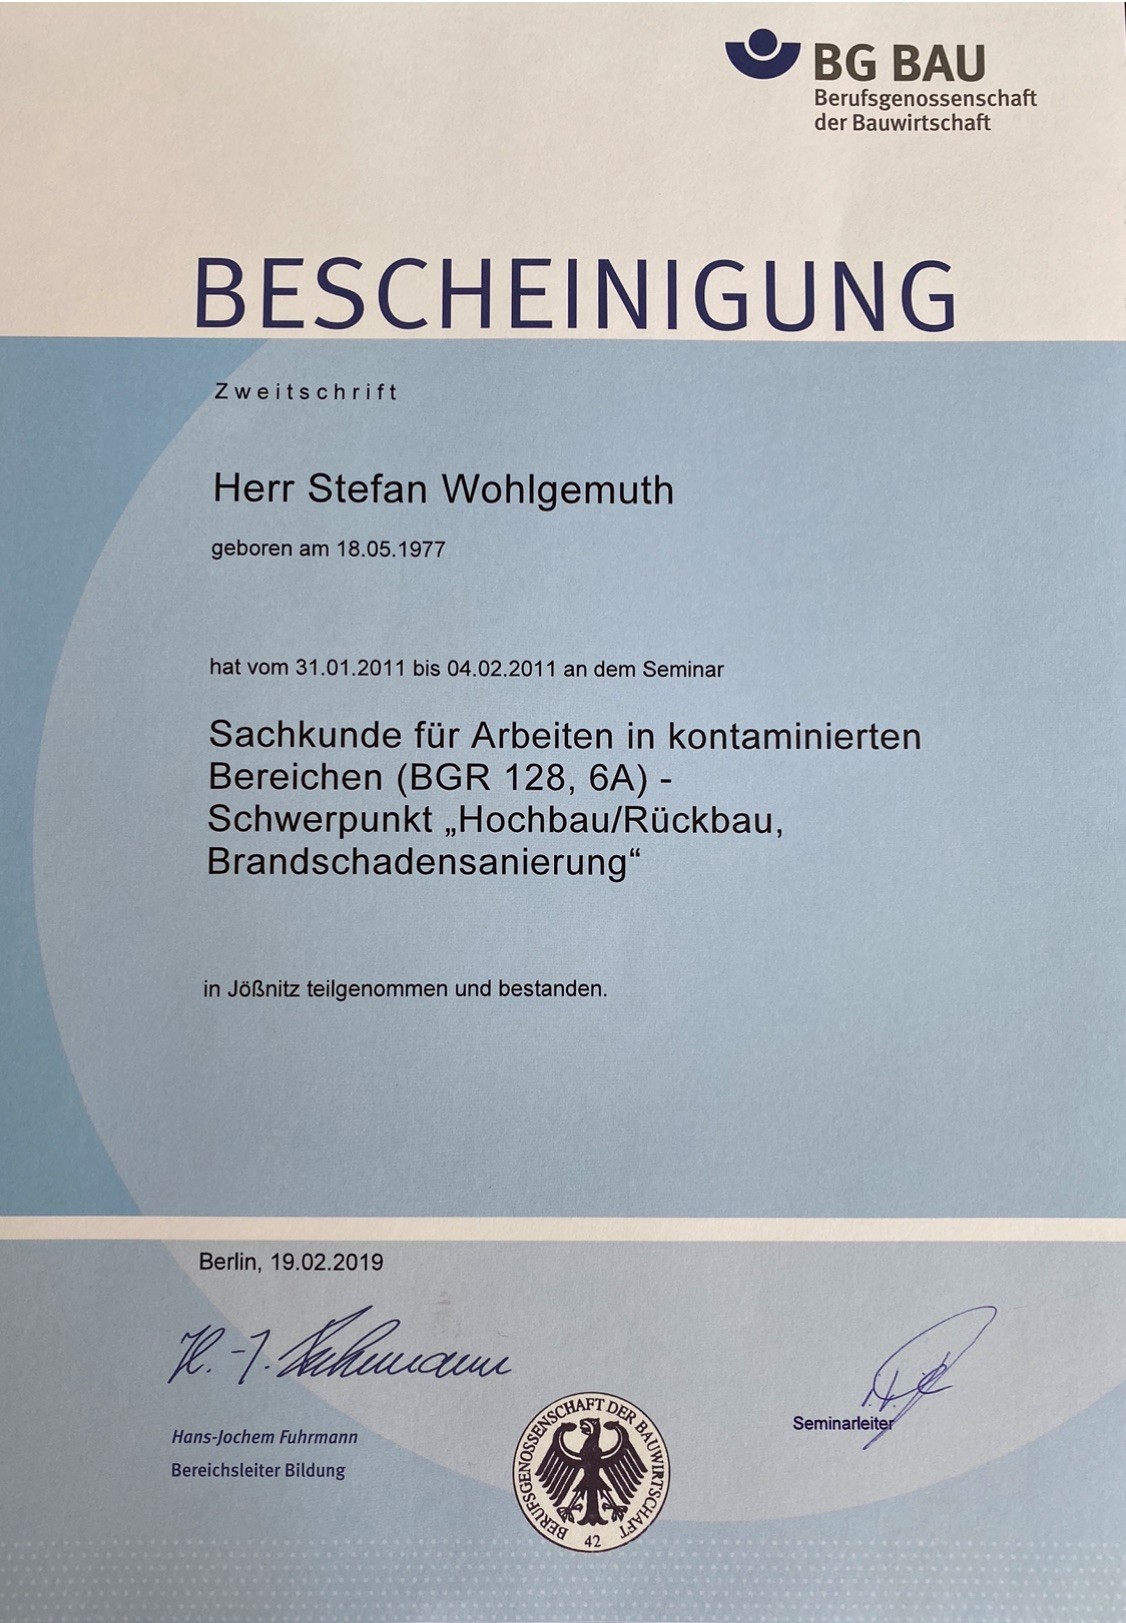 BG BAU
Berufsgenossenschaft
der Bauwirtschaft
BESCHEINIGUNG
Zweitschrift
Herr Stefan Wohlgemuth
geboren am 18.05.1977
hat vom 31.01.2011 bis 04.02.2011 an dem Seminar
Sachkunde für Arbeiten in kontaminierten
Bereichen (BGR 128, 6A) -
Schwerpunkt „Hochbau/Rückbau,
Brandschadensanierung“
in Jößnitz teilgenommen und bestanden.
Berlin, 19.02.2019
H.-J. Fuhrmann
Hans-Jochem Fuhrmann
Bereichsleiter Bildung
Seminarleiter
BERUFSGENOSSENSCHAFT DER BAUWIRTSCHAFT
42